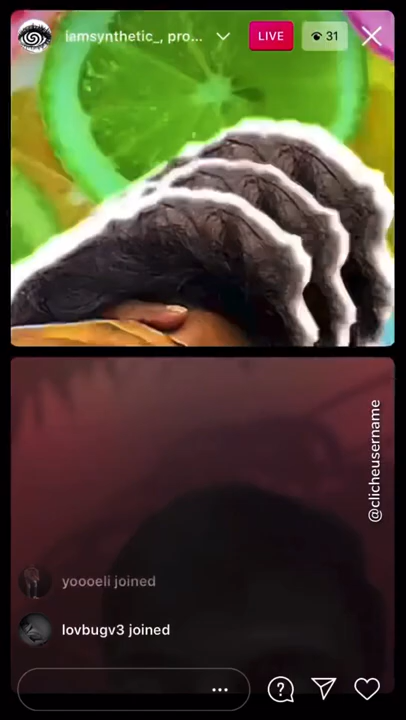 iamsynthetic_, pro...
LIVE
31
@clicheusername
yoooeli joined
lovbugv3 joined